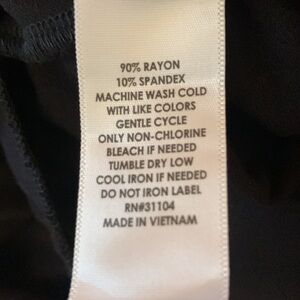 90% RAYON
10% SPANDEX
MACHINE WASH COLD
WITH LIKE COLORS
GENTLE CYCLE
ONLY NON-CHLORINE
BLEACH IF NEEDED
TUMBLE DRY LOW
COOL IRON IF NEEDED
DO NOT IRON LABEL
RN#31104
MADE IN VIETNAM